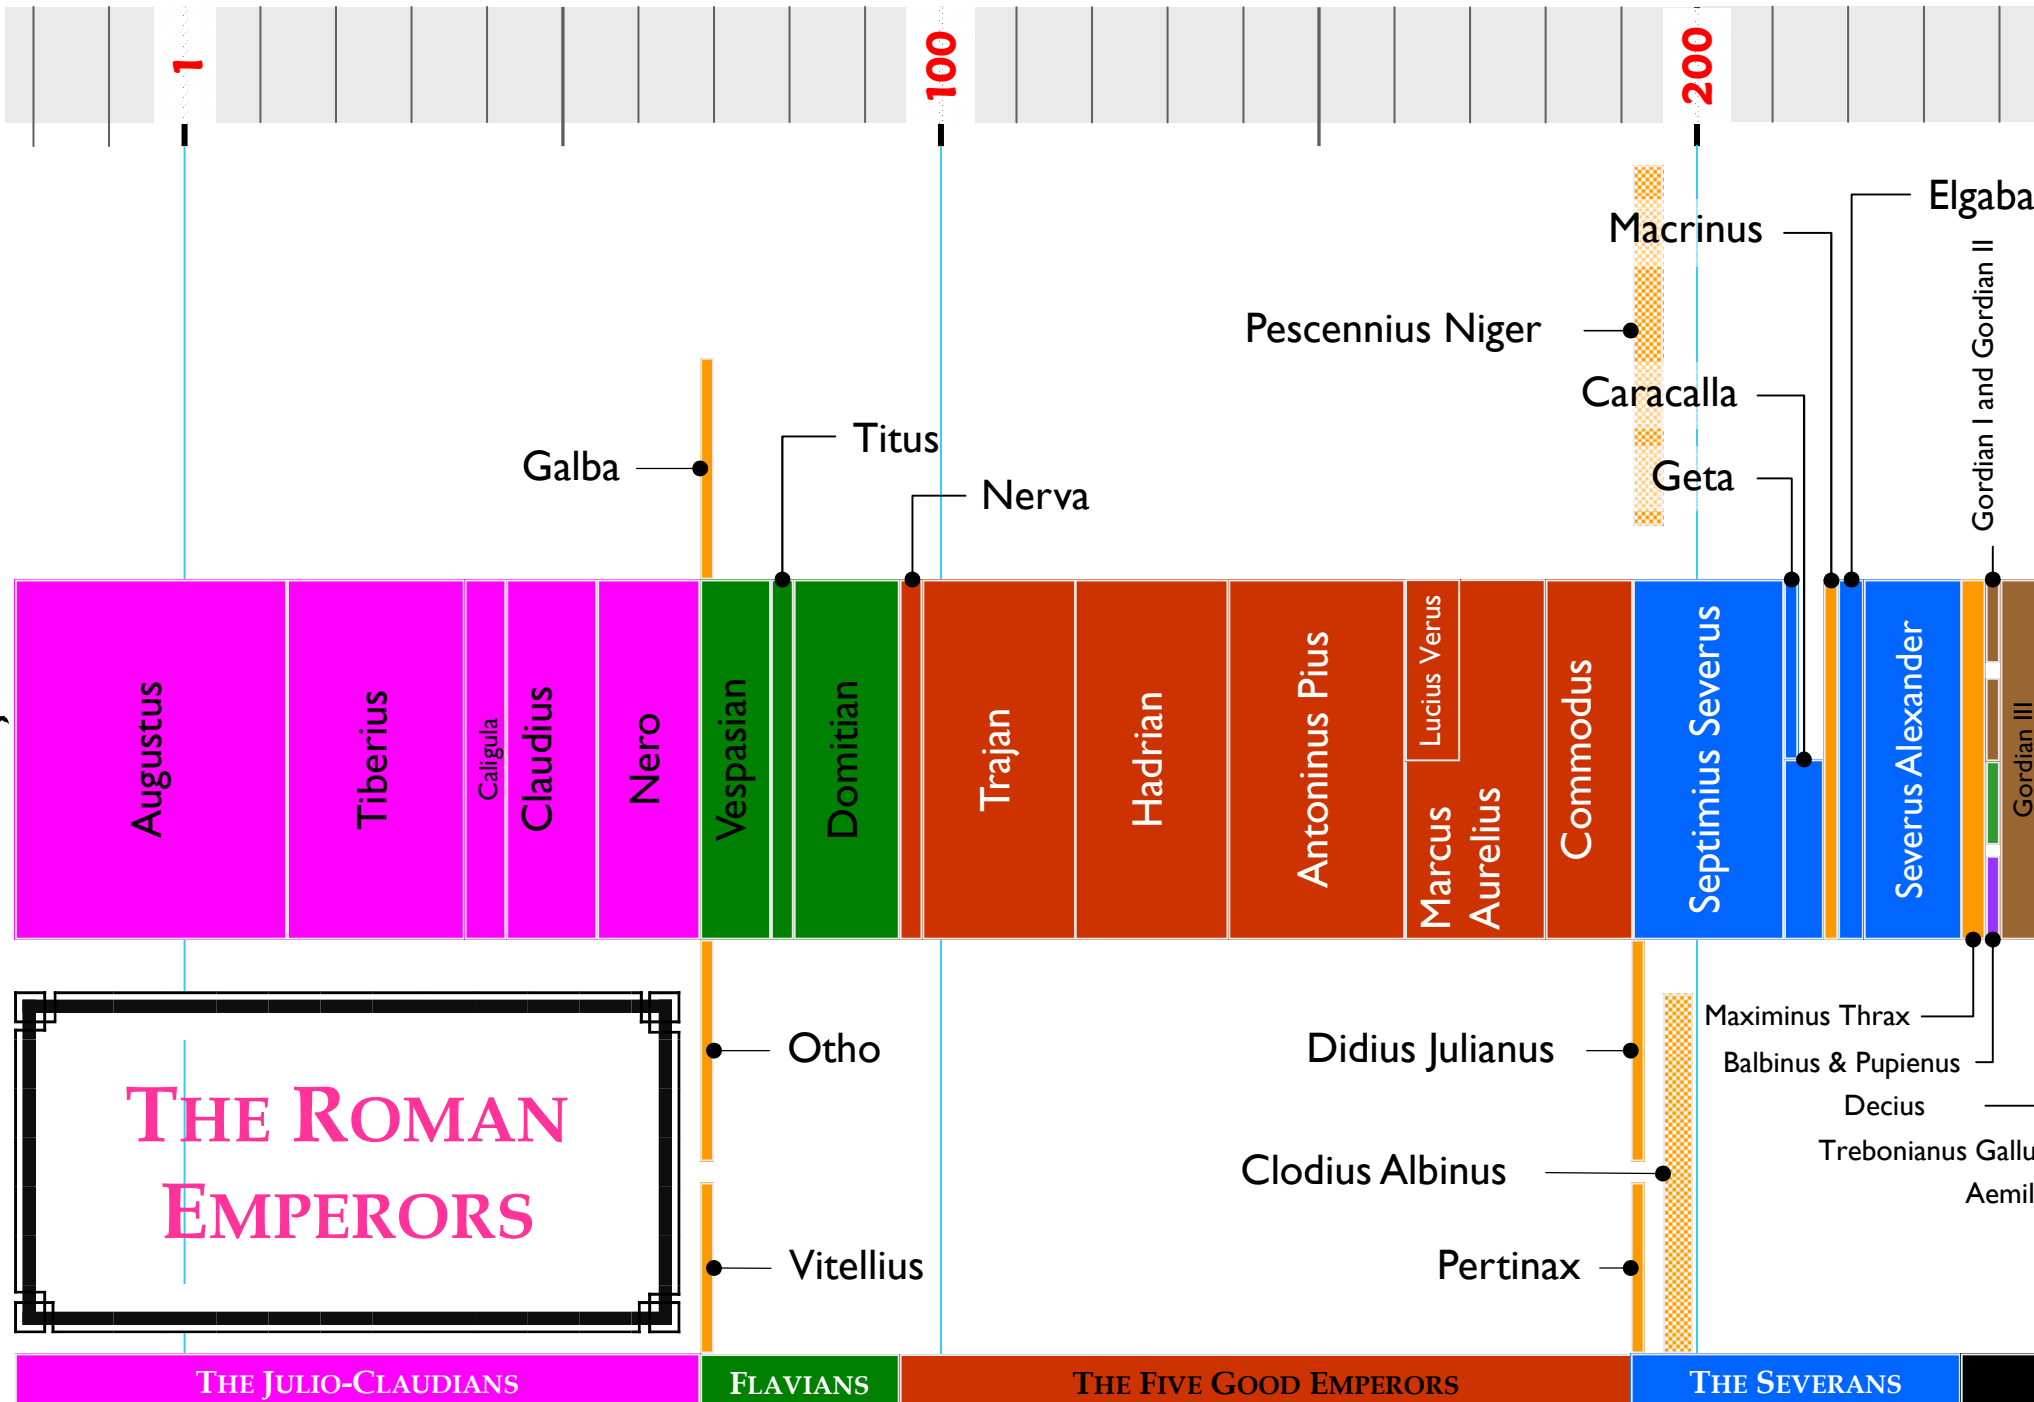 1
100
200
Elgaba
Macrinus
Gordian I and Gordian II
Pescennius Niger
Caracalla
Titus
Galba
Geta
Nerva
Augustus
Tiberius
Caligula
Claudius
Nero
Vespasian
Domitian
Trajan
Hadrian
Antoninus Pius
Lucius Verus
Marcus
Aurelius
Commodus
Septimius Severus
Severus Alexander
Gordian III
Maximinus Thrax
Otho
Didius Julianus
Balbinus & Pupienus
Decius
THE ROMAN
EMPERORS
Trebonianus Gallu
Clodius Albinus
Aemil
Vitellius
Pertinax
THE JULIO-CLAUDIANS
FLAVIANS
THE FIVE GOOD EMPERORS
THE SEVERANS